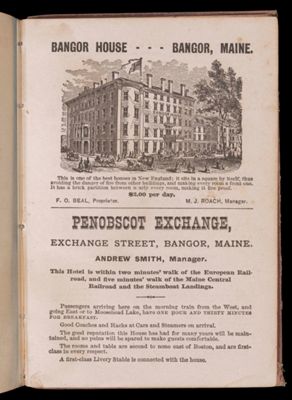 BANGOR HOUSE - - - BANGOR, MAINE.
This is one of the best houses in New England; it sits in a square by itself, thus
avoiding the danger of fire from other buildings, and making every room a front one.
It has a brick partition between nearly every room, making it fire proof.
$2.00 per day.
F. O. BEAL, Proprietor. M. J. ROACH, Manager.
PENOBSCOT EXCHANGE,
EXCHANGE STREET, BANGOR, MAINE.
ANDREW SMITH, Manager.
This Hotel is within two minutes' walk of the European Rail-
road, and five minutes' walk of the Maine Central
Railroad and the Steamboat Landings.
Passengers arriving here on the morning train from the West, and
going East or to Moosehead Lake, have ONE HOUR AND THIRTY MINUTES
FOR BREAKFAST.
Good Coaches and Hacks at Cars and Steamers on arrival.
The good reputation this House has had for many years will be main-
tained, and no pains will be spared to make guests comfortable.
The rooms and table are second to none east of Boston, and are first-
class in every respect.
A first-class Livery Stable is connected with the house.